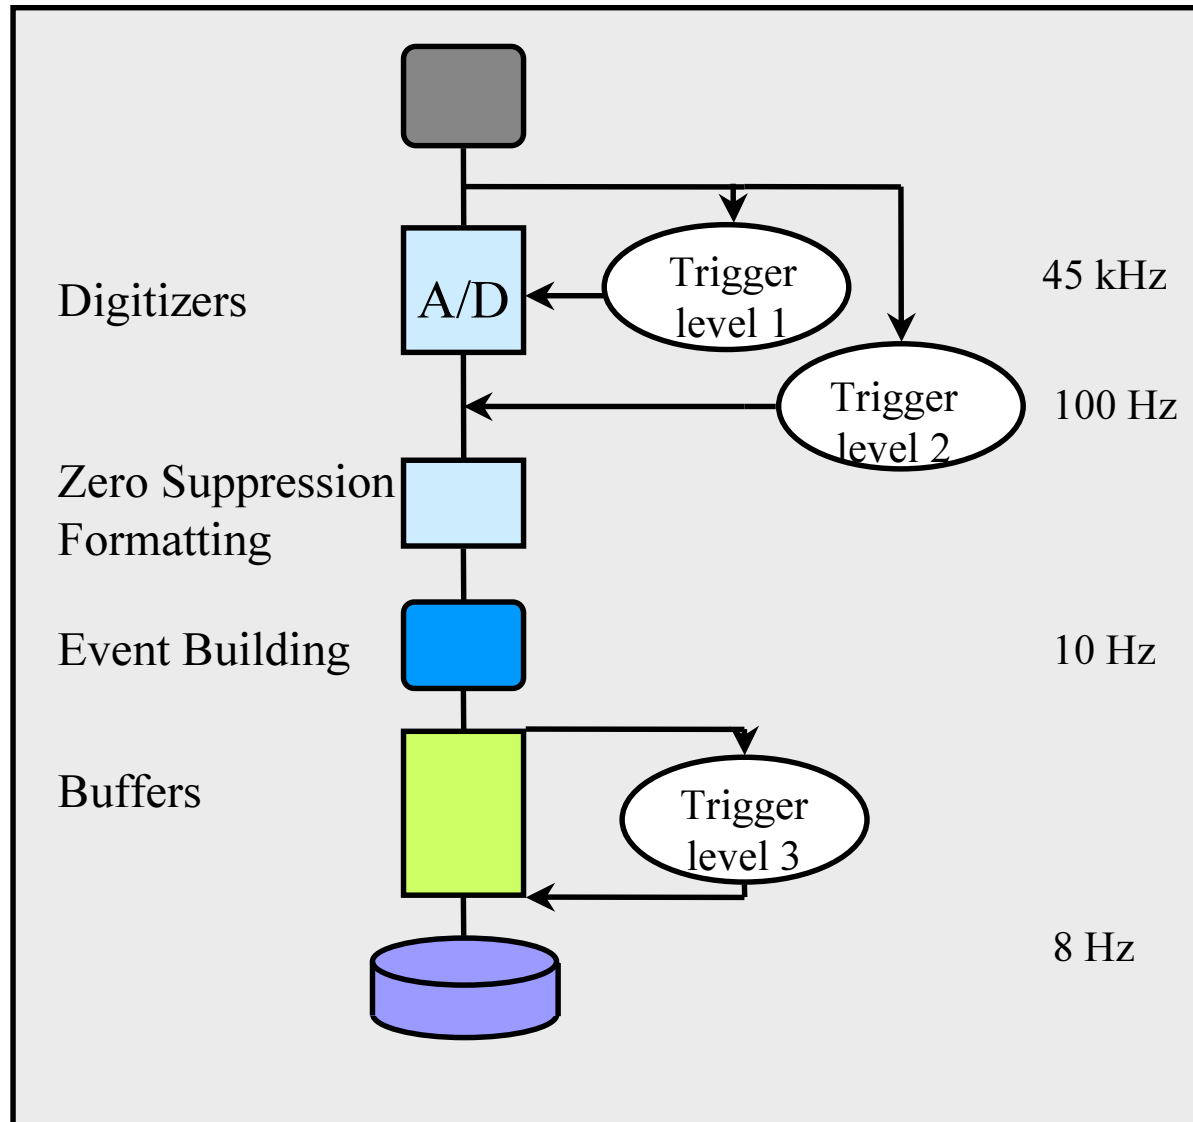 Digitizers
A/D
Trigger
level 1
45 kHz
Trigger
level 2
100 Hz
Zero Suppression
Formatting
Event Building
10 Hz
Buffers
Trigger
level 3
8 Hz